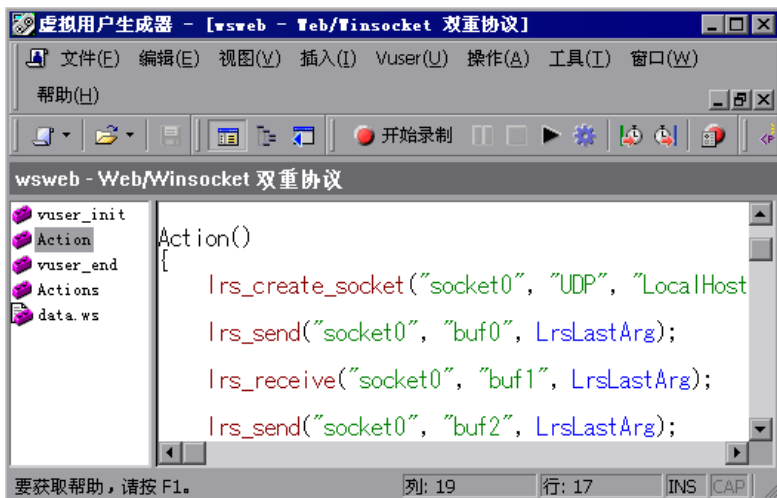 虚拟用户生成器 - [wsweb - Web/Winsocket 双重协议]
文件(F) 编辑(E) 视图(V) 插入(I) Vuser(U) 操作(A) 工具(T) 窗口(W)
帮助(H)
开始录制
wsweb - Web/Winsocket 双重协议
vuser_init
Action
vuser_end
Actions
data.ws
Action()
{
lrs_create_socket("socket0", "UDP", "LocalHost
lrs_send("socket0", "buf0", LrsLastArg);
lrs_receive("socket0", "buf1", LrsLastArg);
lrs_send("socket0", "buf2", LrsLastArg);
要获取帮助，请按 F1。 列: 19 行: 17 INS CAP